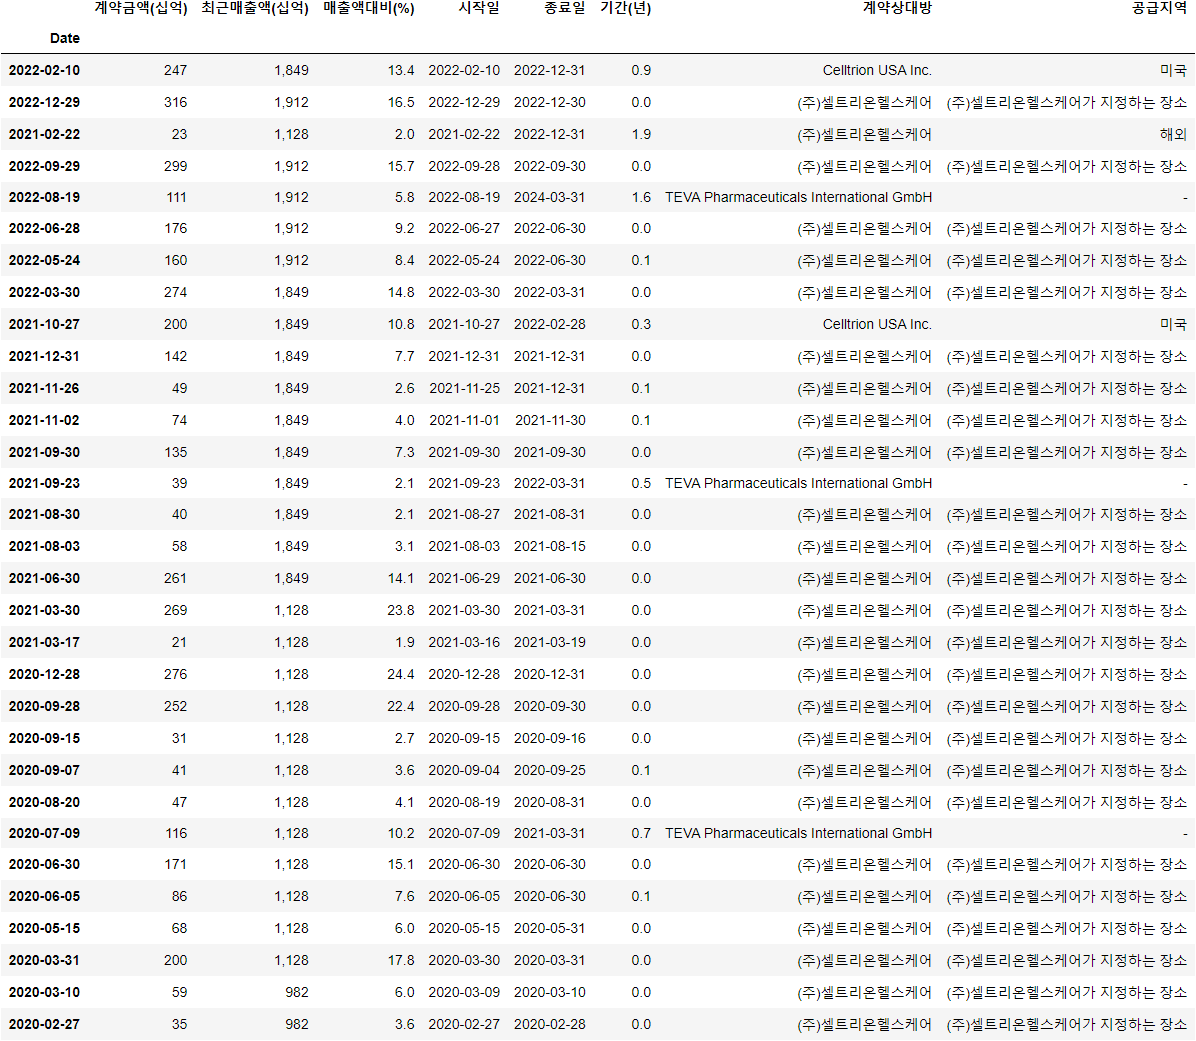 계약금액(십억) 최근매출액(십억) 매출액대비(%) 시작일 종료일 기간(년) 계약상대방 공급지역
Date
2022-02-10 247 1,849 13.4 2022-02-10 2022-12-31 0.9 Celltrion USA Inc. 미국
2022-12-29 316 1,912 16.5 2022-12-29 2022-12-30 0.0 (주)셀트리온헬스케어 (주)셀트리온헬스케어가 지정하는 장소
2021-02-22 23 1,128 2.0 2021-02-22 2022-12-31 1.9 (주)셀트리온헬스케어 해외
2022-09-29 299 1,912 15.7 2022-09-28 2022-09-30 0.0 (주)셀트리온헬스케어 (주)셀트리온헬스케어가 지정하는 장소
2022-08-19 111 1,912 5.8 2022-08-19 2024-03-31 1.6 TEVA Pharmaceuticals International GmbH -
2022-06-28 176 1,912 9.2 2022-06-27 2022-06-30 0.0 (주)셀트리온헬스케어 (주)셀트리온헬스케어가 지정하는 장소
2022-05-24 160 1,912 8.4 2022-05-24 2022-06-30 0.1 (주)셀트리온헬스케어 (주)셀트리온헬스케어가 지정하는 장소
2022-03-30 274 1,849 14.8 2022-03-30 2022-03-31 0.0 (주)셀트리온헬스케어 (주)셀트리온헬스케어가 지정하는 장소
2021-10-27 200 1,849 10.8 2021-10-27 2022-02-28 0.3 Celltrion USA Inc. 미국
2021-12-31 142 1,849 7.7 2021-12-31 2021-12-31 0.0 (주)셀트리온헬스케어 (주)셀트리온헬스케어가 지정하는 장소
2021-11-26 49 1,849 2.6 2021-11-25 2021-12-31 0.1 (주)셀트리온헬스케어 (주)셀트리온헬스케어가 지정하는 장소
2021-11-02 74 1,849 4.0 2021-11-01 2021-11-30 0.1 (주)셀트리온헬스케어 (주)셀트리온헬스케어가 지정하는 장소
2021-09-30 135 1,849 7.3 2021-09-30 2021-09-30 0.0 (주)셀트리온헬스케어 (주)셀트리온헬스케어가 지정하는 장소
2021-09-23 39 1,849 2.1 2021-09-23 2022-03-31 0.5 TEVA Pharmaceuticals International GmbH -
2021-08-30 40 1,849 2.1 2021-08-27 2021-08-31 0.0 (주)셀트리온헬스케어 (주)셀트리온헬스케어가 지정하는 장소
2021-08-03 58 1,849 3.1 2021-08-03 2021-08-15 0.0 (주)셀트리온헬스케어 (주)셀트리온헬스케어가 지정하는 장소
2021-06-30 261 1,849 14.1 2021-06-29 2021-06-30 0.0 (주)셀트리온헬스케어 (주)셀트리온헬스케어가 지정하는 장소
2021-03-30 269 1,128 23.8 2021-03-30 2021-03-31 0.0 (주)셀트리온헬스케어 (주)셀트리온헬스케어가 지정하는 장소
2021-03-17 21 1,128 1.9 2021-03-16 2021-03-19 0.0 (주)셀트리온헬스케어 (주)셀트리온헬스케어가 지정하는 장소
2020-12-28 276 1,128 24.4 2020-12-28 2020-12-31 0.0 (주)셀트리온헬스케어 (주)셀트리온헬스케어가 지정하는 장소
2020-09-28 252 1,128 22.4 2020-09-28 2020-09-30 0.0 (주)셀트리온헬스케어 (주)셀트리온헬스케어가 지정하는 장소
2020-09-15 31 1,128 2.7 2020-09-15 2020-09-16 0.0 (주)셀트리온헬스케어 (주)셀트리온헬스케어가 지정하는 장소
2020-09-07 41 1,128 3.6 2020-09-04 2020-09-25 0.1 (주)셀트리온헬스케어 (주)셀트리온헬스케어가 지정하는 장소
2020-08-20 47 1,128 4.1 2020-08-19 2020-08-31 0.0 (주)셀트리온헬스케어 (주)셀트리온헬스케어가 지정하는 장소
2020-07-09 116 1,128 10.2 2020-07-09 2021-03-31 0.7 TEVA Pharmaceuticals International GmbH -
2020-06-30 171 1,128 15.1 2020-06-30 2020-06-30 0.0 (주)셀트리온헬스케어 (주)셀트리온헬스케어가 지정하는 장소
2020-06-05 86 1,128 7.6 2020-06-05 2020-06-30 0.1 (주)셀트리온헬스케어 (주)셀트리온헬스케어가 지정하는 장소
2020-05-15 68 1,128 6.0 2020-05-15 2020-05-31 0.0 (주)셀트리온헬스케어 (주)셀트리온헬스케어가 지정하는 장소
2020-03-31 200 1,128 17.8 2020-03-30 2020-03-31 0.0 (주)셀트리온헬스케어 (주)셀트리온헬스케어가 지정하는 장소
2020-03-10 59 982 6.0 2020-03-09 2020-03-10 0.0 (주)셀트리온헬스케어 (주)셀트리온헬스케어가 지정하는 장소
2020-02-27 35 982 3.6 2020-02-27 2020-02-28 0.0 (주)셀트리온헬스케어 (주)셀트리온헬스케어가 지정하는 장소